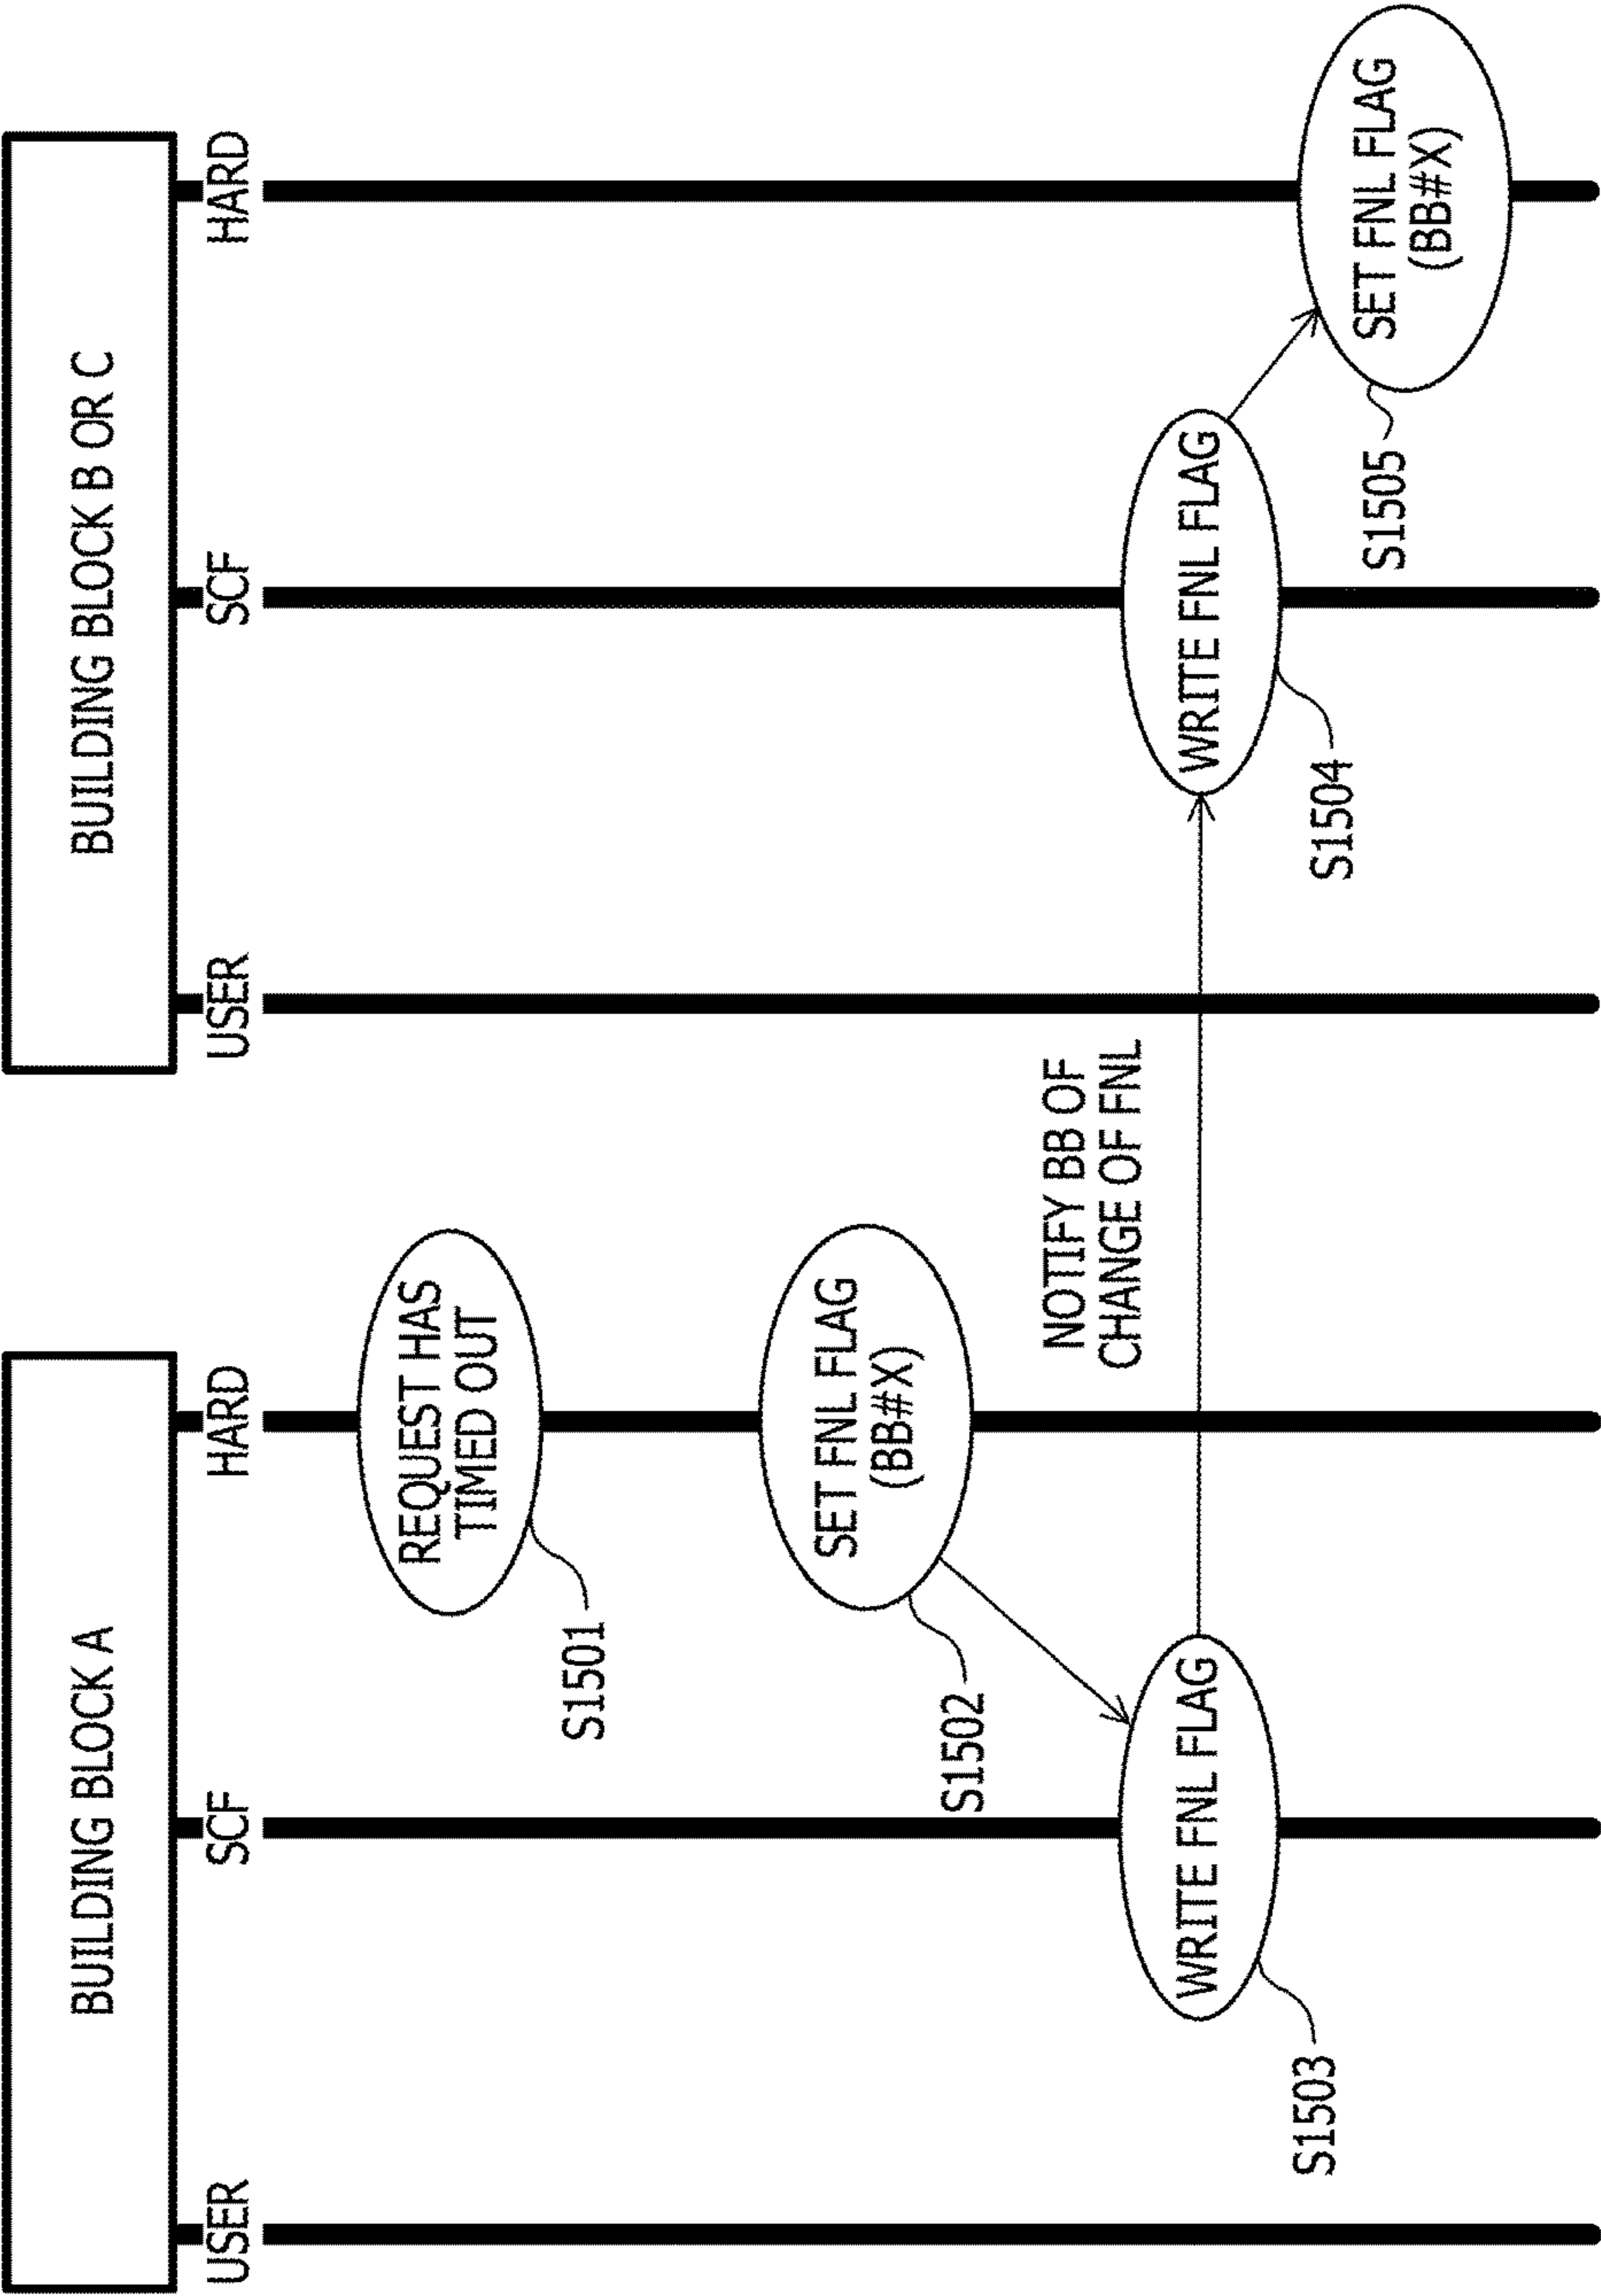 BUILDING BLOCK A
BUILDING BLOCK B OR C
USER
SCF
HARD
USER
SCF
HARD
REQUEST HAS
TIMED OUT
S1501
SET FNL FLAG
(BB#X)
S1502
NOTIFY BB OF
CHANGE OF FNL
WRITE FNL FLAG
S1503
WRITE FNL FLAG
S1504
SET FNL FLAG
(BB#X)
S1505